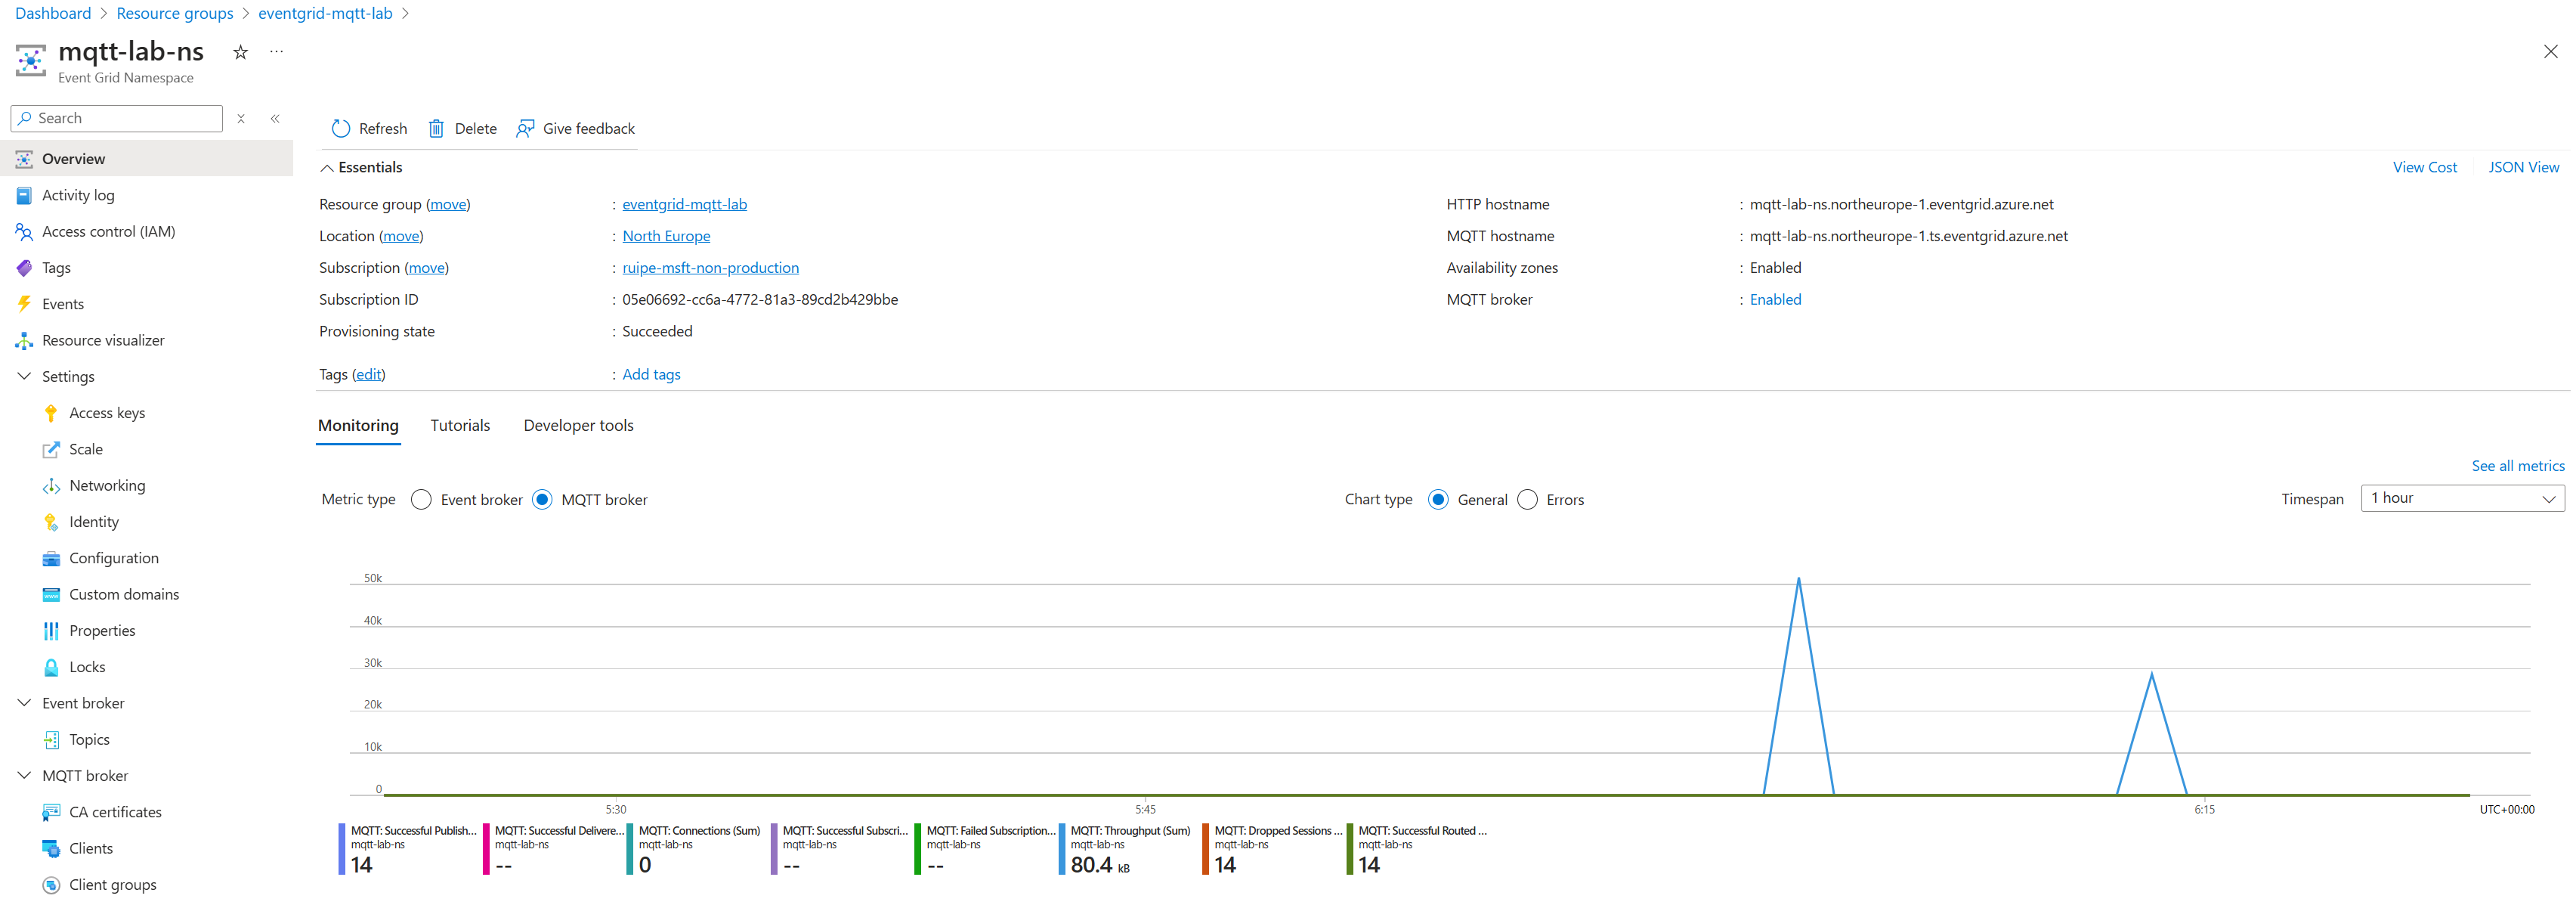 Dashboard > Resource groups > eventgrid-mqtt-lab >
mqtt-lab-ns
Event Grid Namespace
Search
Overview
Activity log
Access control (IAM)
Tags
Events
Resource visualizer
Settings
Access keys
Scale
Networking
Identity
Configuration
Custom domains
Properties
Locks
Event broker
Topics
MQTT broker
CA certificates
Clients
Client groups
Refresh Delete Give feedback
Essentials
View Cost JSON View
Resource group (move) : eventgrid-mqtt-lab
Location (move) : North Europe
Subscription (move) : ruipe-msft-non-production
Subscription ID : 05e06692-cc6a-4772-81a3-89cd2b429bbe
Provisioning state : Succeeded
HTTP hostname : mqtt-lab-ns.northeurope-1.eventgrid.azure.net
MQTT hostname : mqtt-lab-ns.northeurope-1.ts.eventgrid.azure.net
Availability zones : Enabled
MQTT broker : Enabled
Tags (edit) : Add tags
Monitoring Tutorials Developer tools
See all metrics
Metric type Event broker MQTT broker
Chart type General Errors
Timespan 1 hour
50k
40k
30k
20k
10k
0
5:30 5:45 6:15 UTC+00:00
MQTT: Successful Publish...
mqtt-lab-ns
14
MQTT: Successful Delivere...
mqtt-lab-ns
--
MQTT: Connections (Sum)
mqtt-lab-ns
0
MQTT: Successful Subscri...
mqtt-lab-ns
--
MQTT: Failed Subscription...
mqtt-lab-ns
--
MQTT: Throughput (Sum)
mqtt-lab-ns
80.4 kB
MQTT: Dropped Sessions ...
mqtt-lab-ns
14
MQTT: Successful Routed ...
mqtt-lab-ns
14